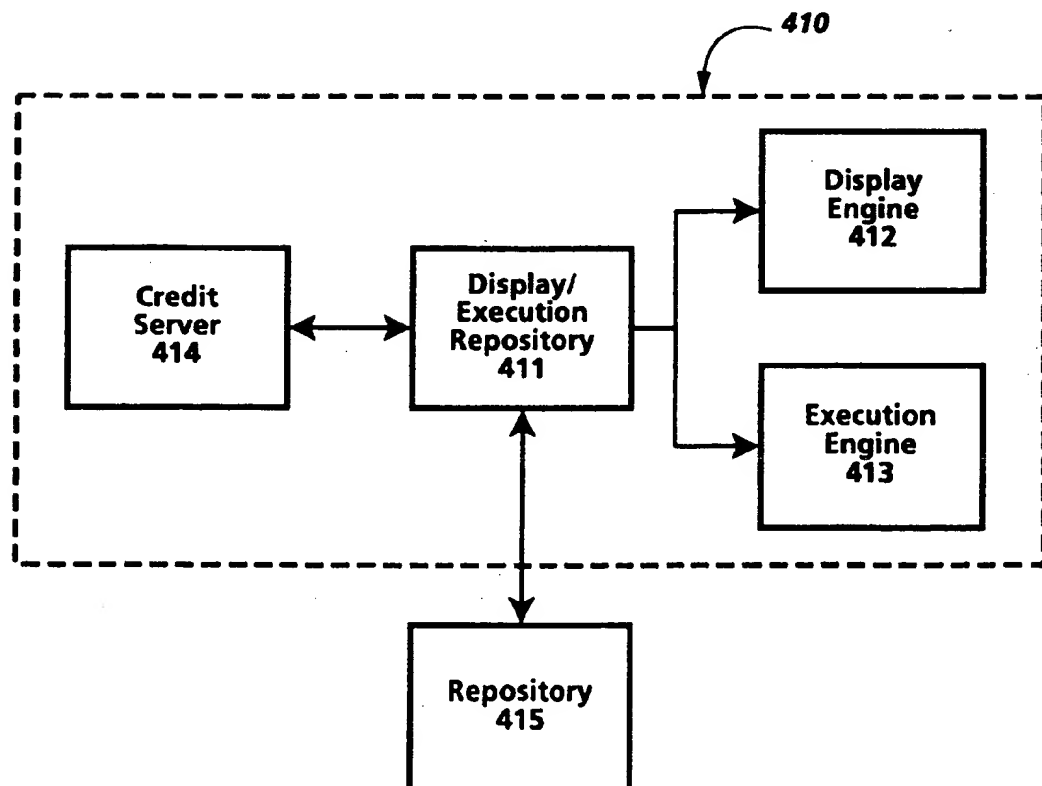 410
Display
Engine
412
Credit
Server
414
Display/
Execution
Repository
411
Execution
Engine
413
Repository
415